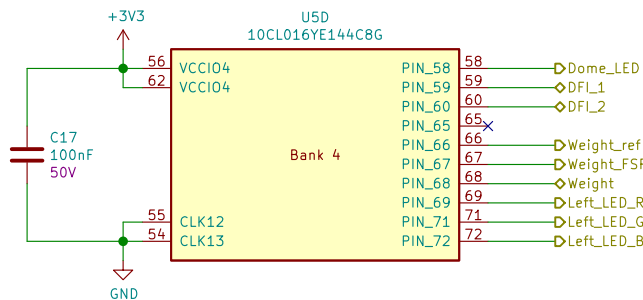 +3V3
U5D
10CL016YE144C8G
56 VCCIO4 PIN_58 58 Dome_LED
62 VCCIO4 PIN_59 59 DFI_1
PIN_60 60 DFI_2
PIN_65 65
C17
100nF
50V
Bank 4
PIN_66 66 Weight_ref
PIN_67 67 Weight_FSR
PIN_68 68 Weight
PIN_69 69 Left_LED_R
55 CLK12 PIN_71 71 Left_LED_G
54 CLK13 PIN_72 72 Left_LED_B
GND